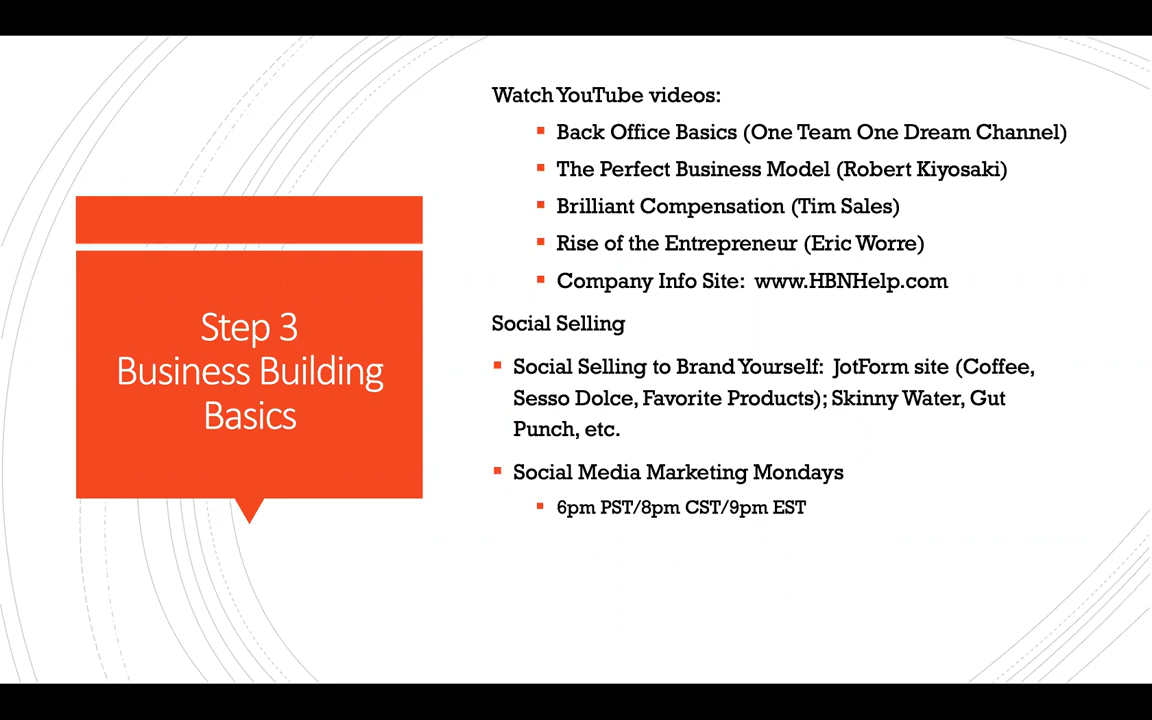 Step 3
Business Building
Basics
Watch YouTube videos:
Back Office Basics (One Team One Dream Channel)
The Perfect Business Model (Robert Kiyosaki)
Brilliant Compensation (Tim Sales)
Rise of the Entrepreneur (Eric Worre)
Company Info Site: www.HBNHelp.com
Social Selling
Social Selling to Brand Yourself: JotForm site (Coffee,
Sesso Dolce, Favorite Products); Skinny Water, Gut
Punch, etc.
Social Media Marketing Mondays
6pm PST/8pm CST/9pm EST